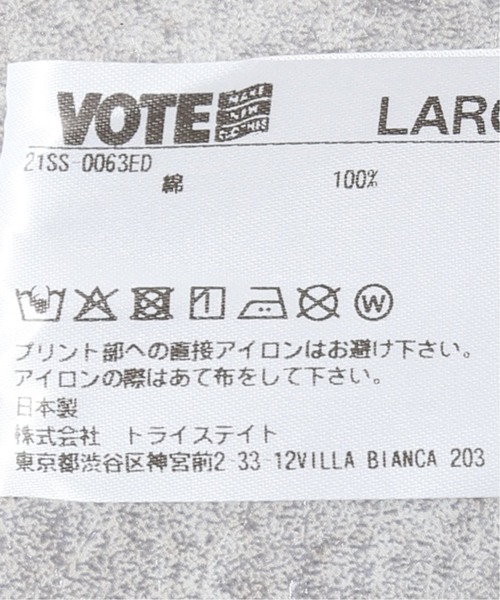 VOTE MAKE NEW CLOTHES LARG
21SS-0063ED
綿 100%
W
プリント部への直接アイロンはお避け下さい。
アイロンの際はあて布をして下さい。
日本製
株式会社 トライステイト
東京都渋谷区神宮前2-33-12VILLA BIANCA 203